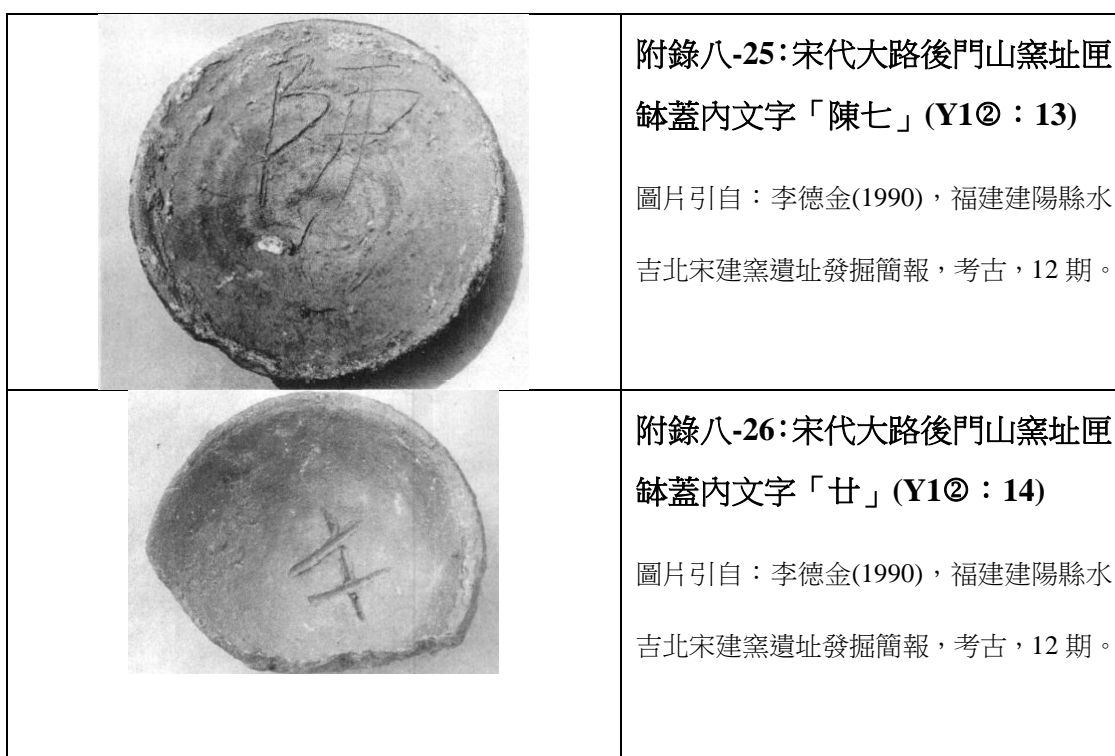 附錄八-25：宋代大路後門山窯址匣
缽蓋內文字「陳七」(Y1②：13)
圖片引自：李德金(1990)，福建建陽縣水
吉北宋建窯遺址發掘簡報，考古，12 期。
附錄八-26：宋代大路後門山窯址匣
缽蓋內文字「廿」(Y1②：14)
圖片引自：李德金(1990)，福建建陽縣水
吉北宋建窯遺址發掘簡報，考古，12 期。